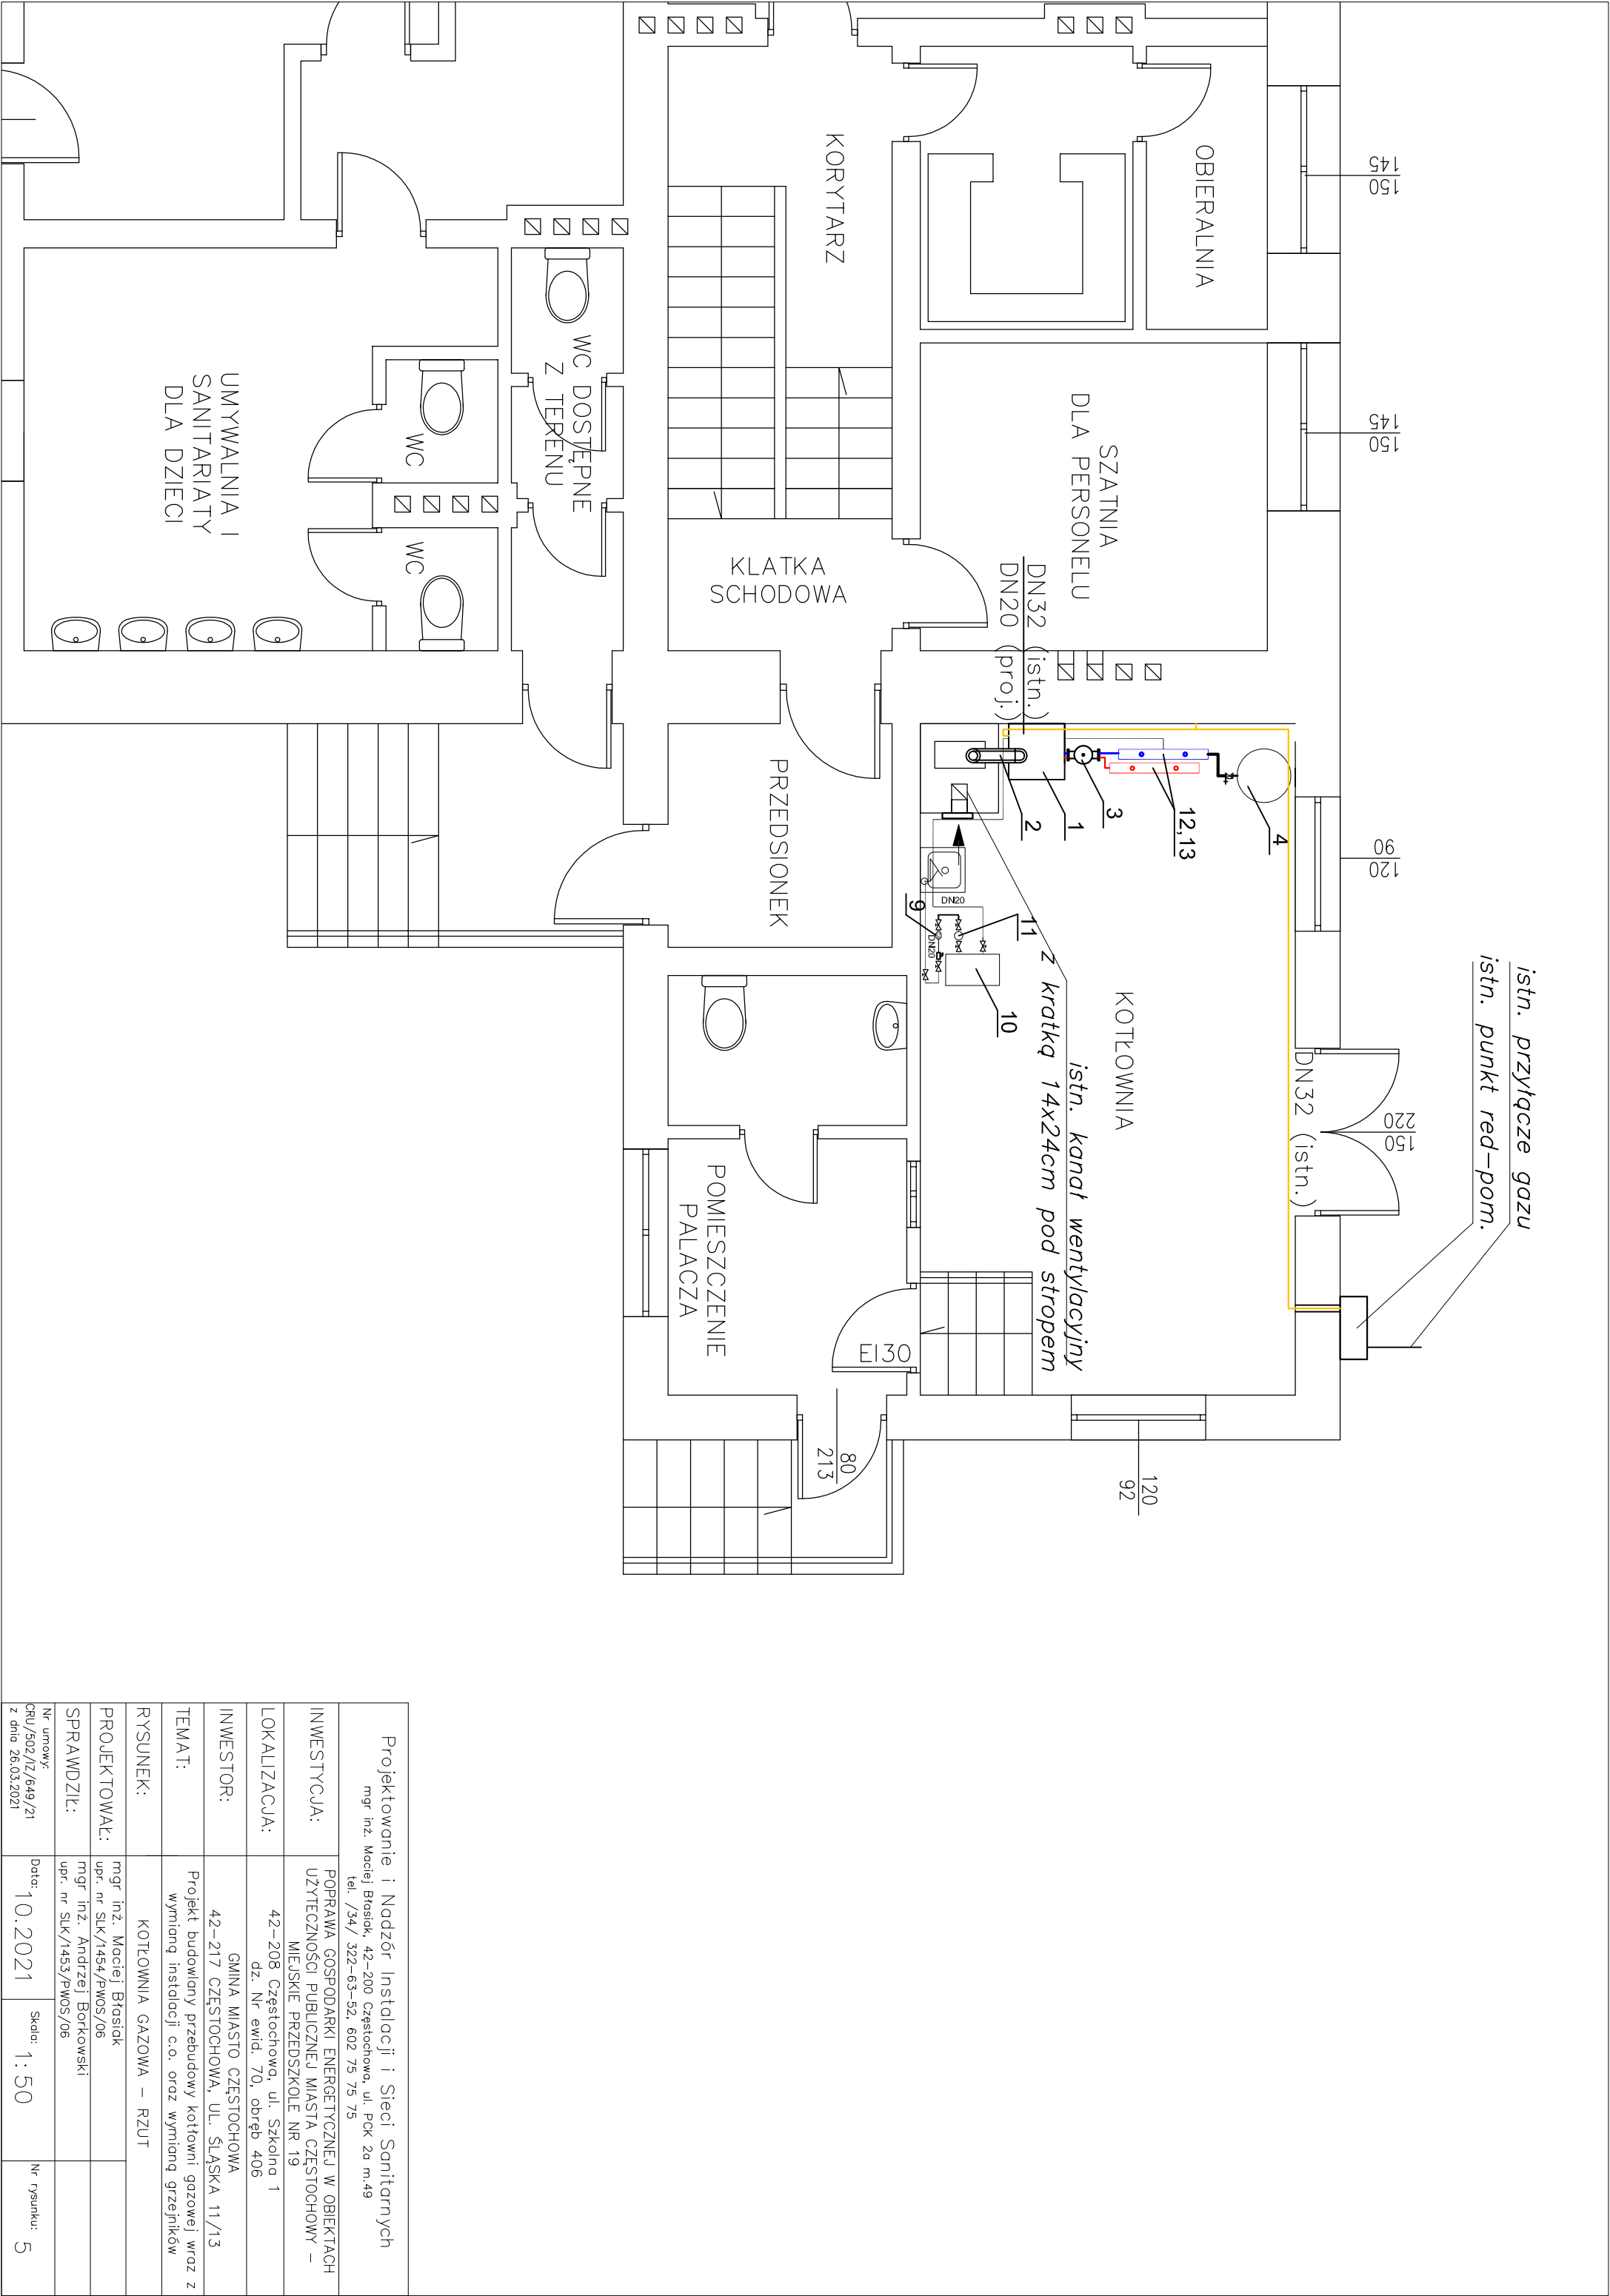 istn. przyłącze gazu
istn. punkt red-pom.
145
150
145
150
90
120
220
150
120
92
80
213
OBIERALNIA
KORYTARZ
SZATNIA
DLA PERSONELU
KLATKA
SCHODOWA
DN32 (istn.)
DN20 (proj.)
WC DOSTĘPNE
Z TERENU
WC
WC
UMYWALNIA I
SANITARIATY
DLA DZIECI
PRZEDSIONEK
4
12,13
3
1
2
DN20
DN20
9
11
10
KOTŁOWNIA
DN32 (istn.)
istn. kanał wentylacyjny
z kratką 14x24cm pod stropem
POMIESZCZENIE
PALACZA
EI30
Projektowanie i Nadzór Instalacji i Sieci Sanitarnych
mgr inż. Maciej Błasiak, 42-200 Częstochowa, ul. PCK 2a m.49
tel. /34/ 322-63-52, 602 75 75 75
INWESTYCJA:
POPRAWA GOSPODARKI ENERGETYCZNEJ W OBIEKTACH
UŻYTECZNOŚCI PUBLICZNEJ MIASTA CZĘSTOCHOWY –
MIEJSKIE PRZEDSZKOLE NR 19
LOKALIZACJA:
42-208 Częstochowa, ul. Szkolna 1
dz. Nr ewid. 70, obręb 406
INWESTOR:
GMINA MIASTO CZĘSTOCHOWA
42-217 CZĘSTOCHOWA, UL. ŚLĄSKA 11/13
TEMAT:
Projekt budowlany przebudowy kotłowni gazowej wraz z
wymianą instalacji c.o. oraz wymianą grzejników
RYSUNEK:
KOTŁOWNIA GAZOWA – RZUT
PROJEKTOWAŁ:
mgr inż. Maciej Błasiak
upr. nr SLK/1454/PWOS/06
SPRAWDZIŁ:
mgr inż. Andrzej Borkowski
upr. nr SLK/1453/PWOS/06
Nr umowy:
CRU/502/IZ/649/21
z dnia 26.03.2021
Data: 10.2021
Skala: 1:50
Nr rysunku: 5